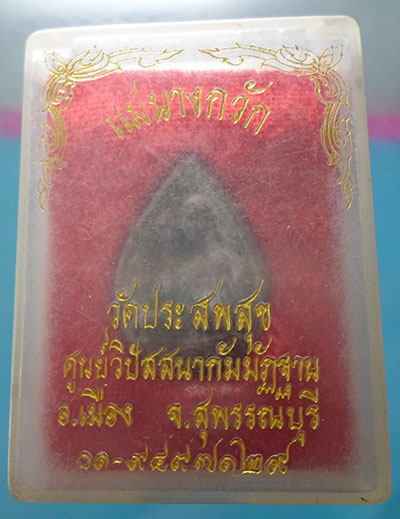 แม่นางกวัก
วัดประสพสุข
ศูนย์วิปัสสนากัมมัฏฐาน
อ.เมือง จ.สุพรรณบุรี
๐๑-๙๔๙๗๑๒๙